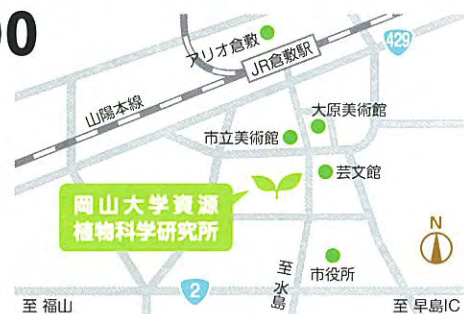 00
アリオ倉敷
JR倉敷駅
429
山陽本線
大原美術館
市立美術館
芸文館
岡山大学資源
植物科学研究所
N
市役所
至 水島
2
至 福山
至 早島IC